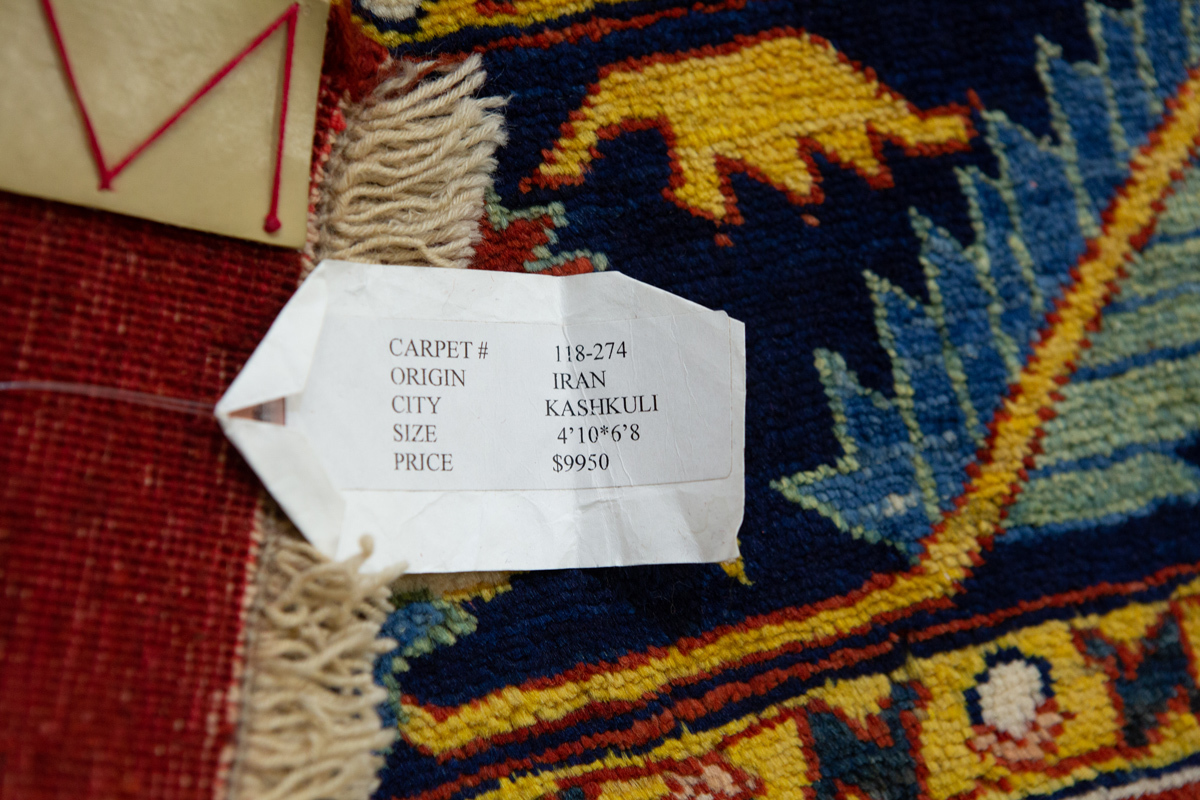 CARPET # 118-274
ORIGIN IRAN
CITY KASHKULI
SIZE 4'10*6'8
PRICE $9950